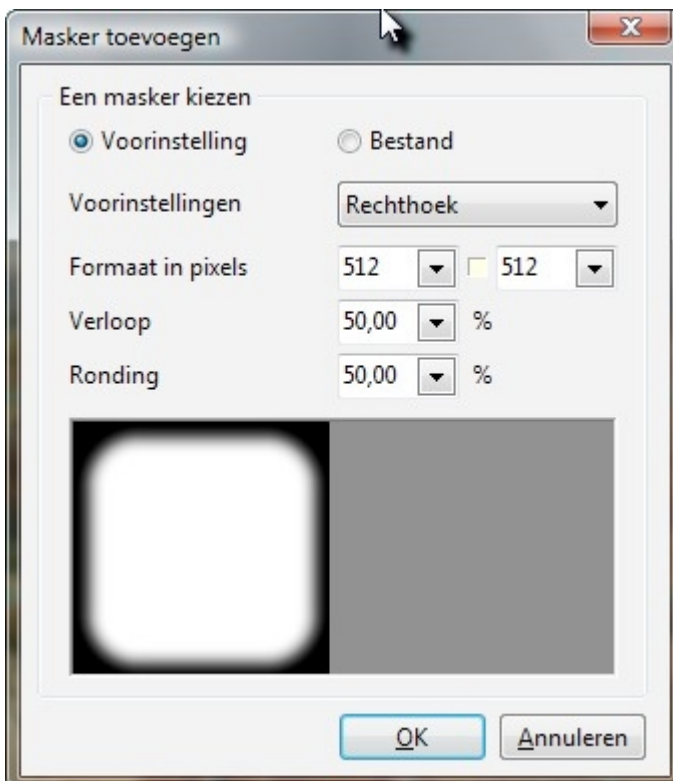 Masker toevoegen
Een masker kiezen
Voorinstelling Bestand
Voorinstellingen Rechthoek
Formaat in pixels 512 512
Verloop 50,00 %
Ronding 50,00 %
OK Annuleren